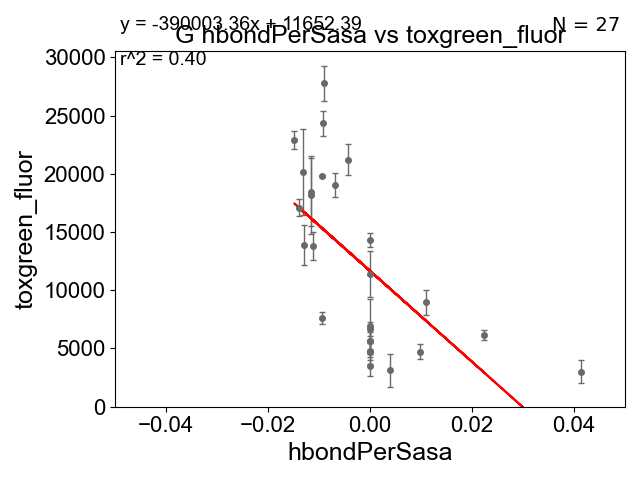 y = -390003.36x + 11652.39
N = 27
G hbondPerSasa vs toxgreen_fluor
r^2 = 0.40
30000
25000
20000
15000
10000
5000
0
toxgreen_fluor
−0.04 −0.02 0.00 0.02 0.04
hbondPerSasa